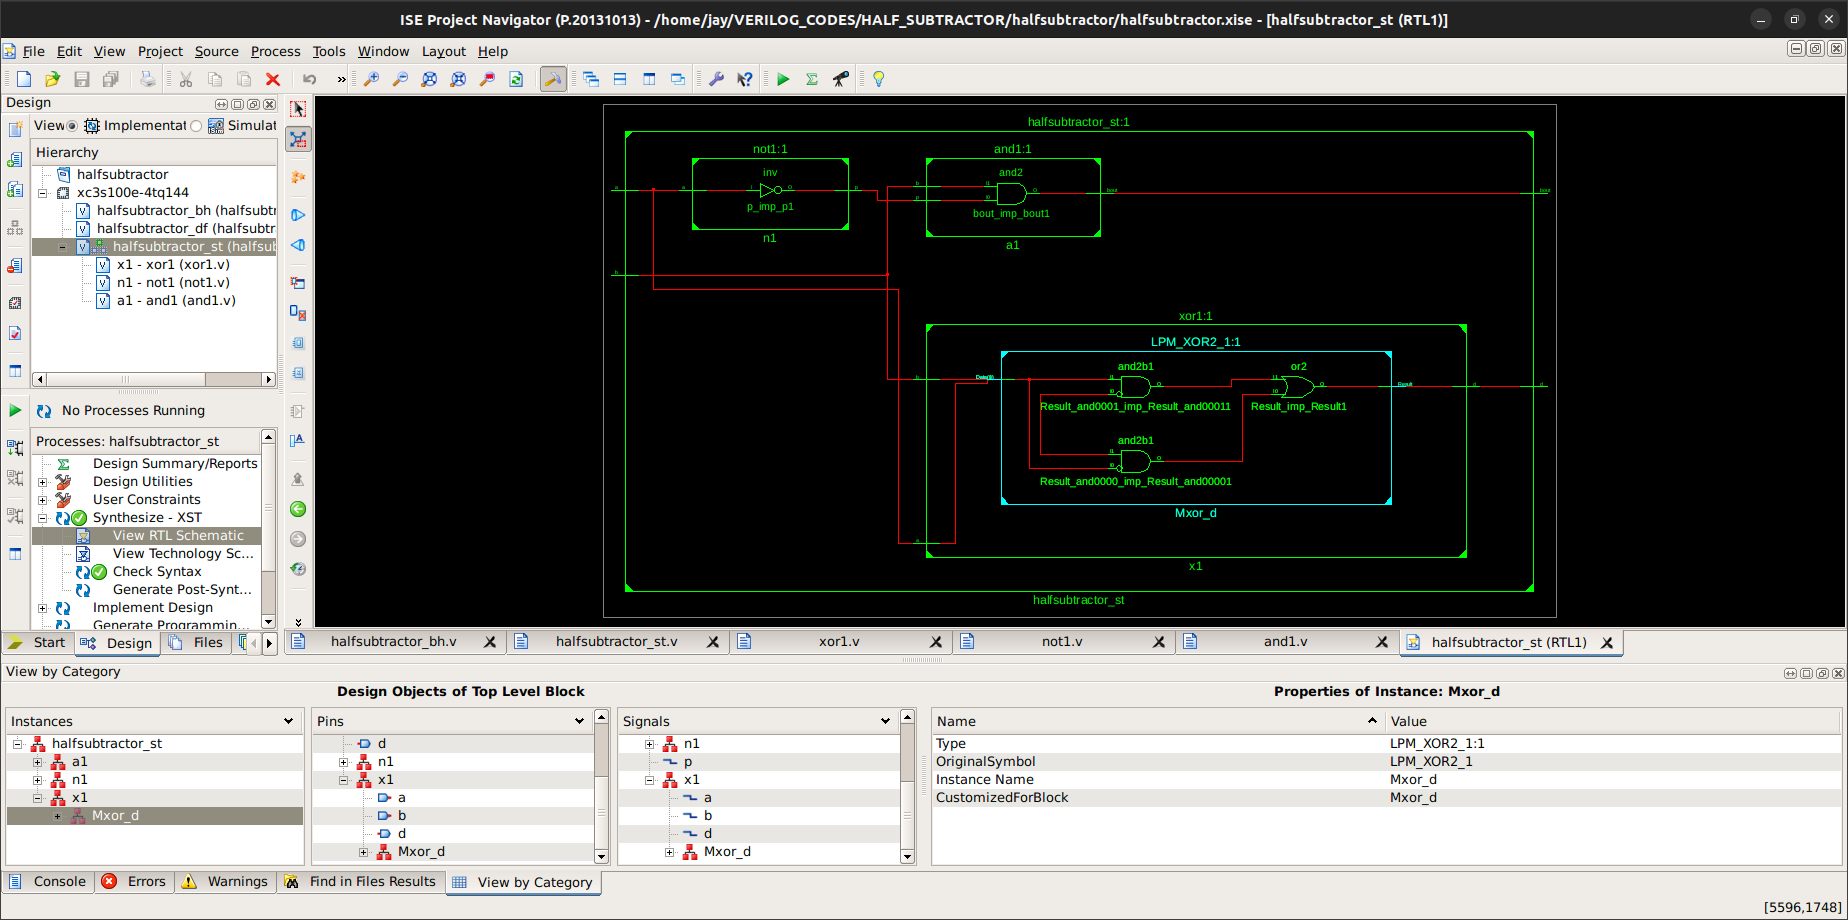 ISE Project Navigator (P.20131013) - /home/jay/VERILOG_CODES/HALF_SUBTRACTOR/halfsubtractor/halfsubtractor.xise - [halfsubtractor_st (RTL1)]
File Edit View Project Source Process Tools Window Layout Help
Design
View Implementat Simulat
Hierarchy
halfsubtractor
xc3s100e-4tq144
halfsubtractor_bh (halfsubtr
halfsubtractor_df (halfsubtr
halfsubtractor_st (halfsub
x1 - xor1 (xor1.v)
n1 - not1 (not1.v)
a1 - and1 (and1.v)
No Processes Running
Processes: halfsubtractor_st
Design Summary/Reports
Design Utilities
User Constraints
Synthesize - XST
View RTL Schematic
View Technology Sc...
Check Syntax
Generate Post-Synt...
Implement Design
Generate Programmin...
Start Design Files
halfsubtractor_st:1
not1:1
inv
p_imp_p1
n1
and1:1
and2
bout_imp_bout1
a1
bout
bout
xor1:1
LPM_XOR2_1:1
and2b1
Result_and0001_imp_Result_and00011
or2
Result_imp_Result1
Result
and2b1
Result_and0000_imp_Result_and00001
Mxor_d
x1
halfsubtractor_st
halfsubtractor_bh.v halfsubtractor_st.v xor1.v not1.v and1.v halfsubtractor_st (RTL1)
View by Category
Design Objects of Top Level Block
Properties of Instance: Mxor_d
Instances
halfsubtractor_st
a1
n1
x1
Mxor_d
Pins
d
n1
x1
a
b
d
Mxor_d
Signals
n1
p
x1
a
b
d
Mxor_d
Name Value
Type LPM_XOR2_1:1
OriginalSymbol LPM_XOR2_1
Instance Name Mxor_d
CustomizedForBlock Mxor_d
Console Errors Warnings Find in Files Results View by Category
[5596,1748]